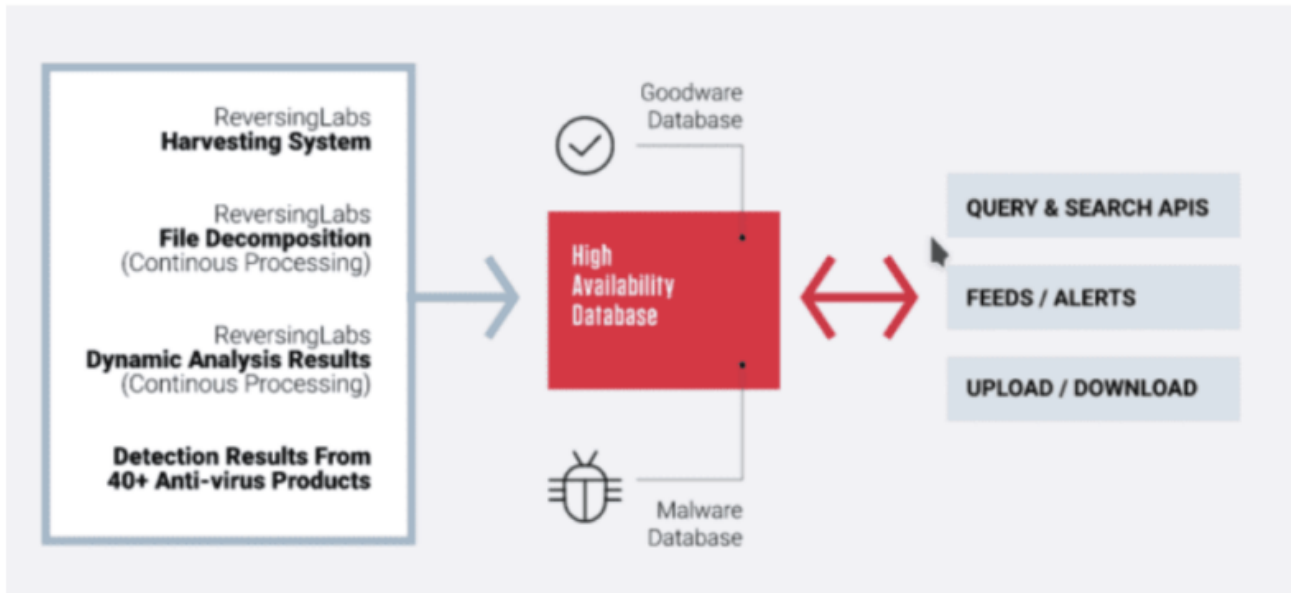 ReversingLabs
Harvesting System
ReversingLabs
File Decomposition
(Continous Processing)
ReversingLabs
Dynamic Analysis Results
(Continous Processing)
Detection Results From
40+ Anti-virus Products
Goodware
Database
High
Availability
Database
Malware
Database
QUERY & SEARCH APIS
FEEDS / ALERTS
UPLOAD / DOWNLOAD